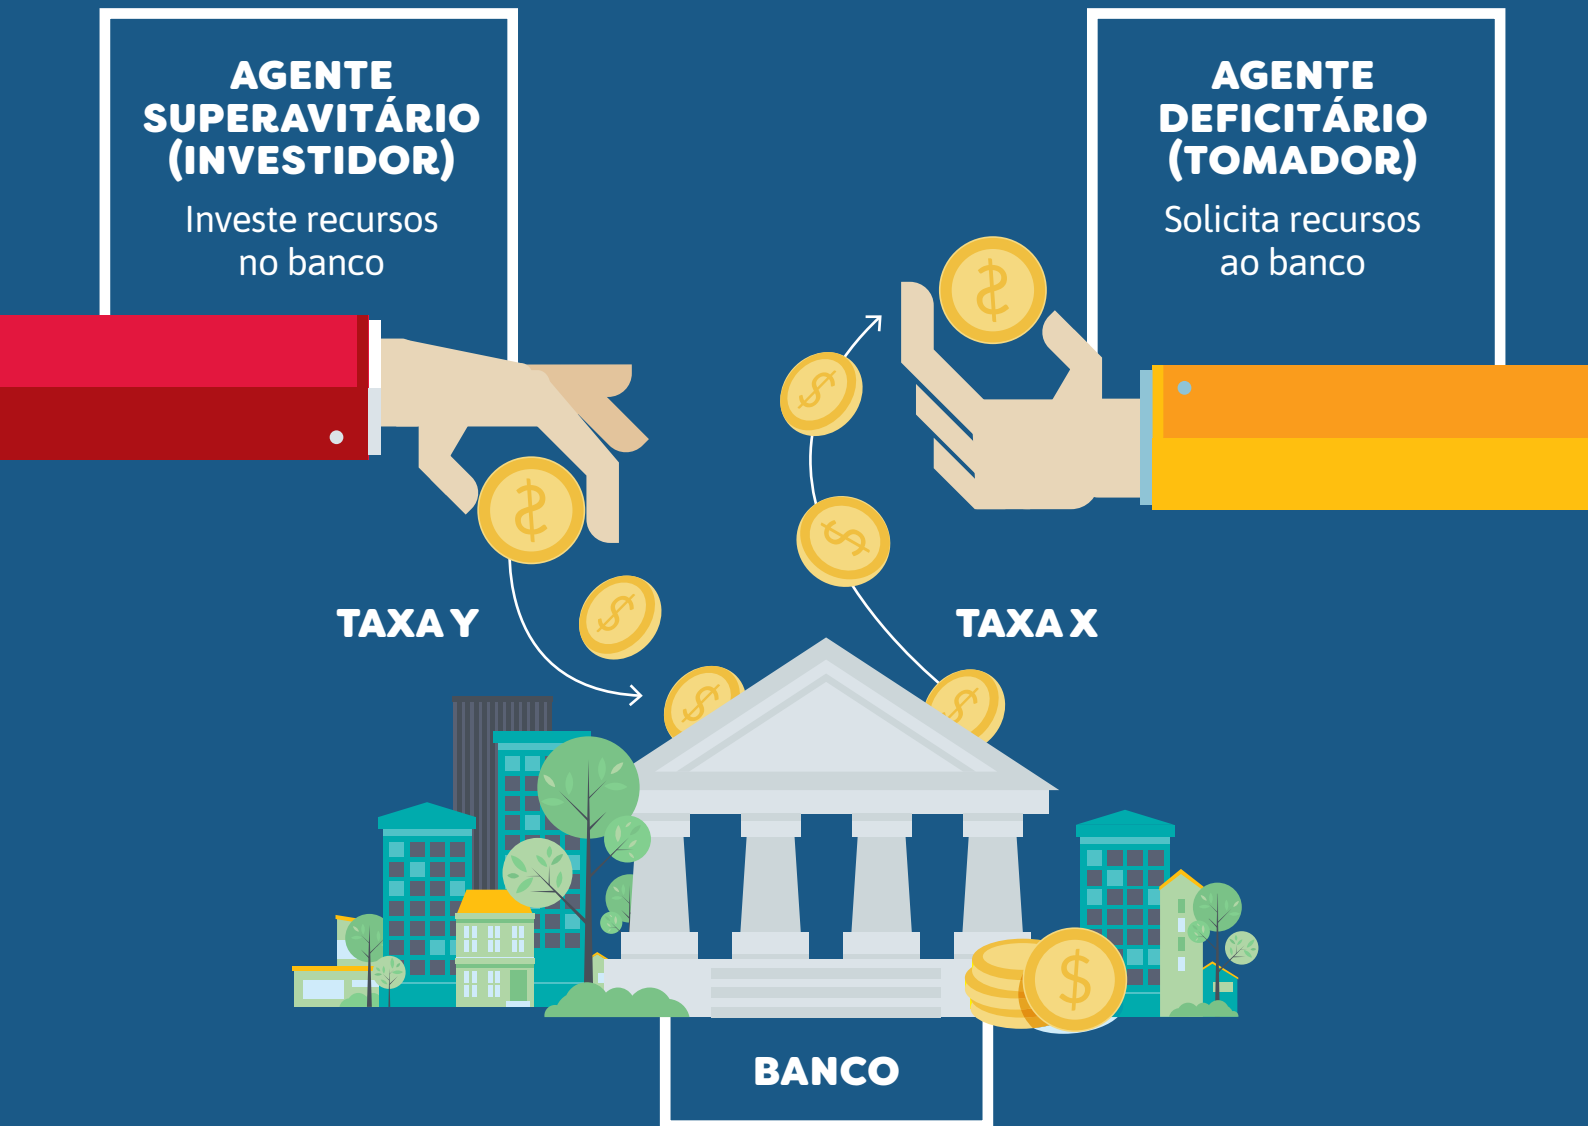 AGENTE
SUPERAVITÁRIO
(INVESTIDOR)
Investe recursos
no banco
AGENTE
DEFICITÁRIO
(TOMADOR)
Solicita recursos
ao banco
TAXA Y
TAXA X
BANCO